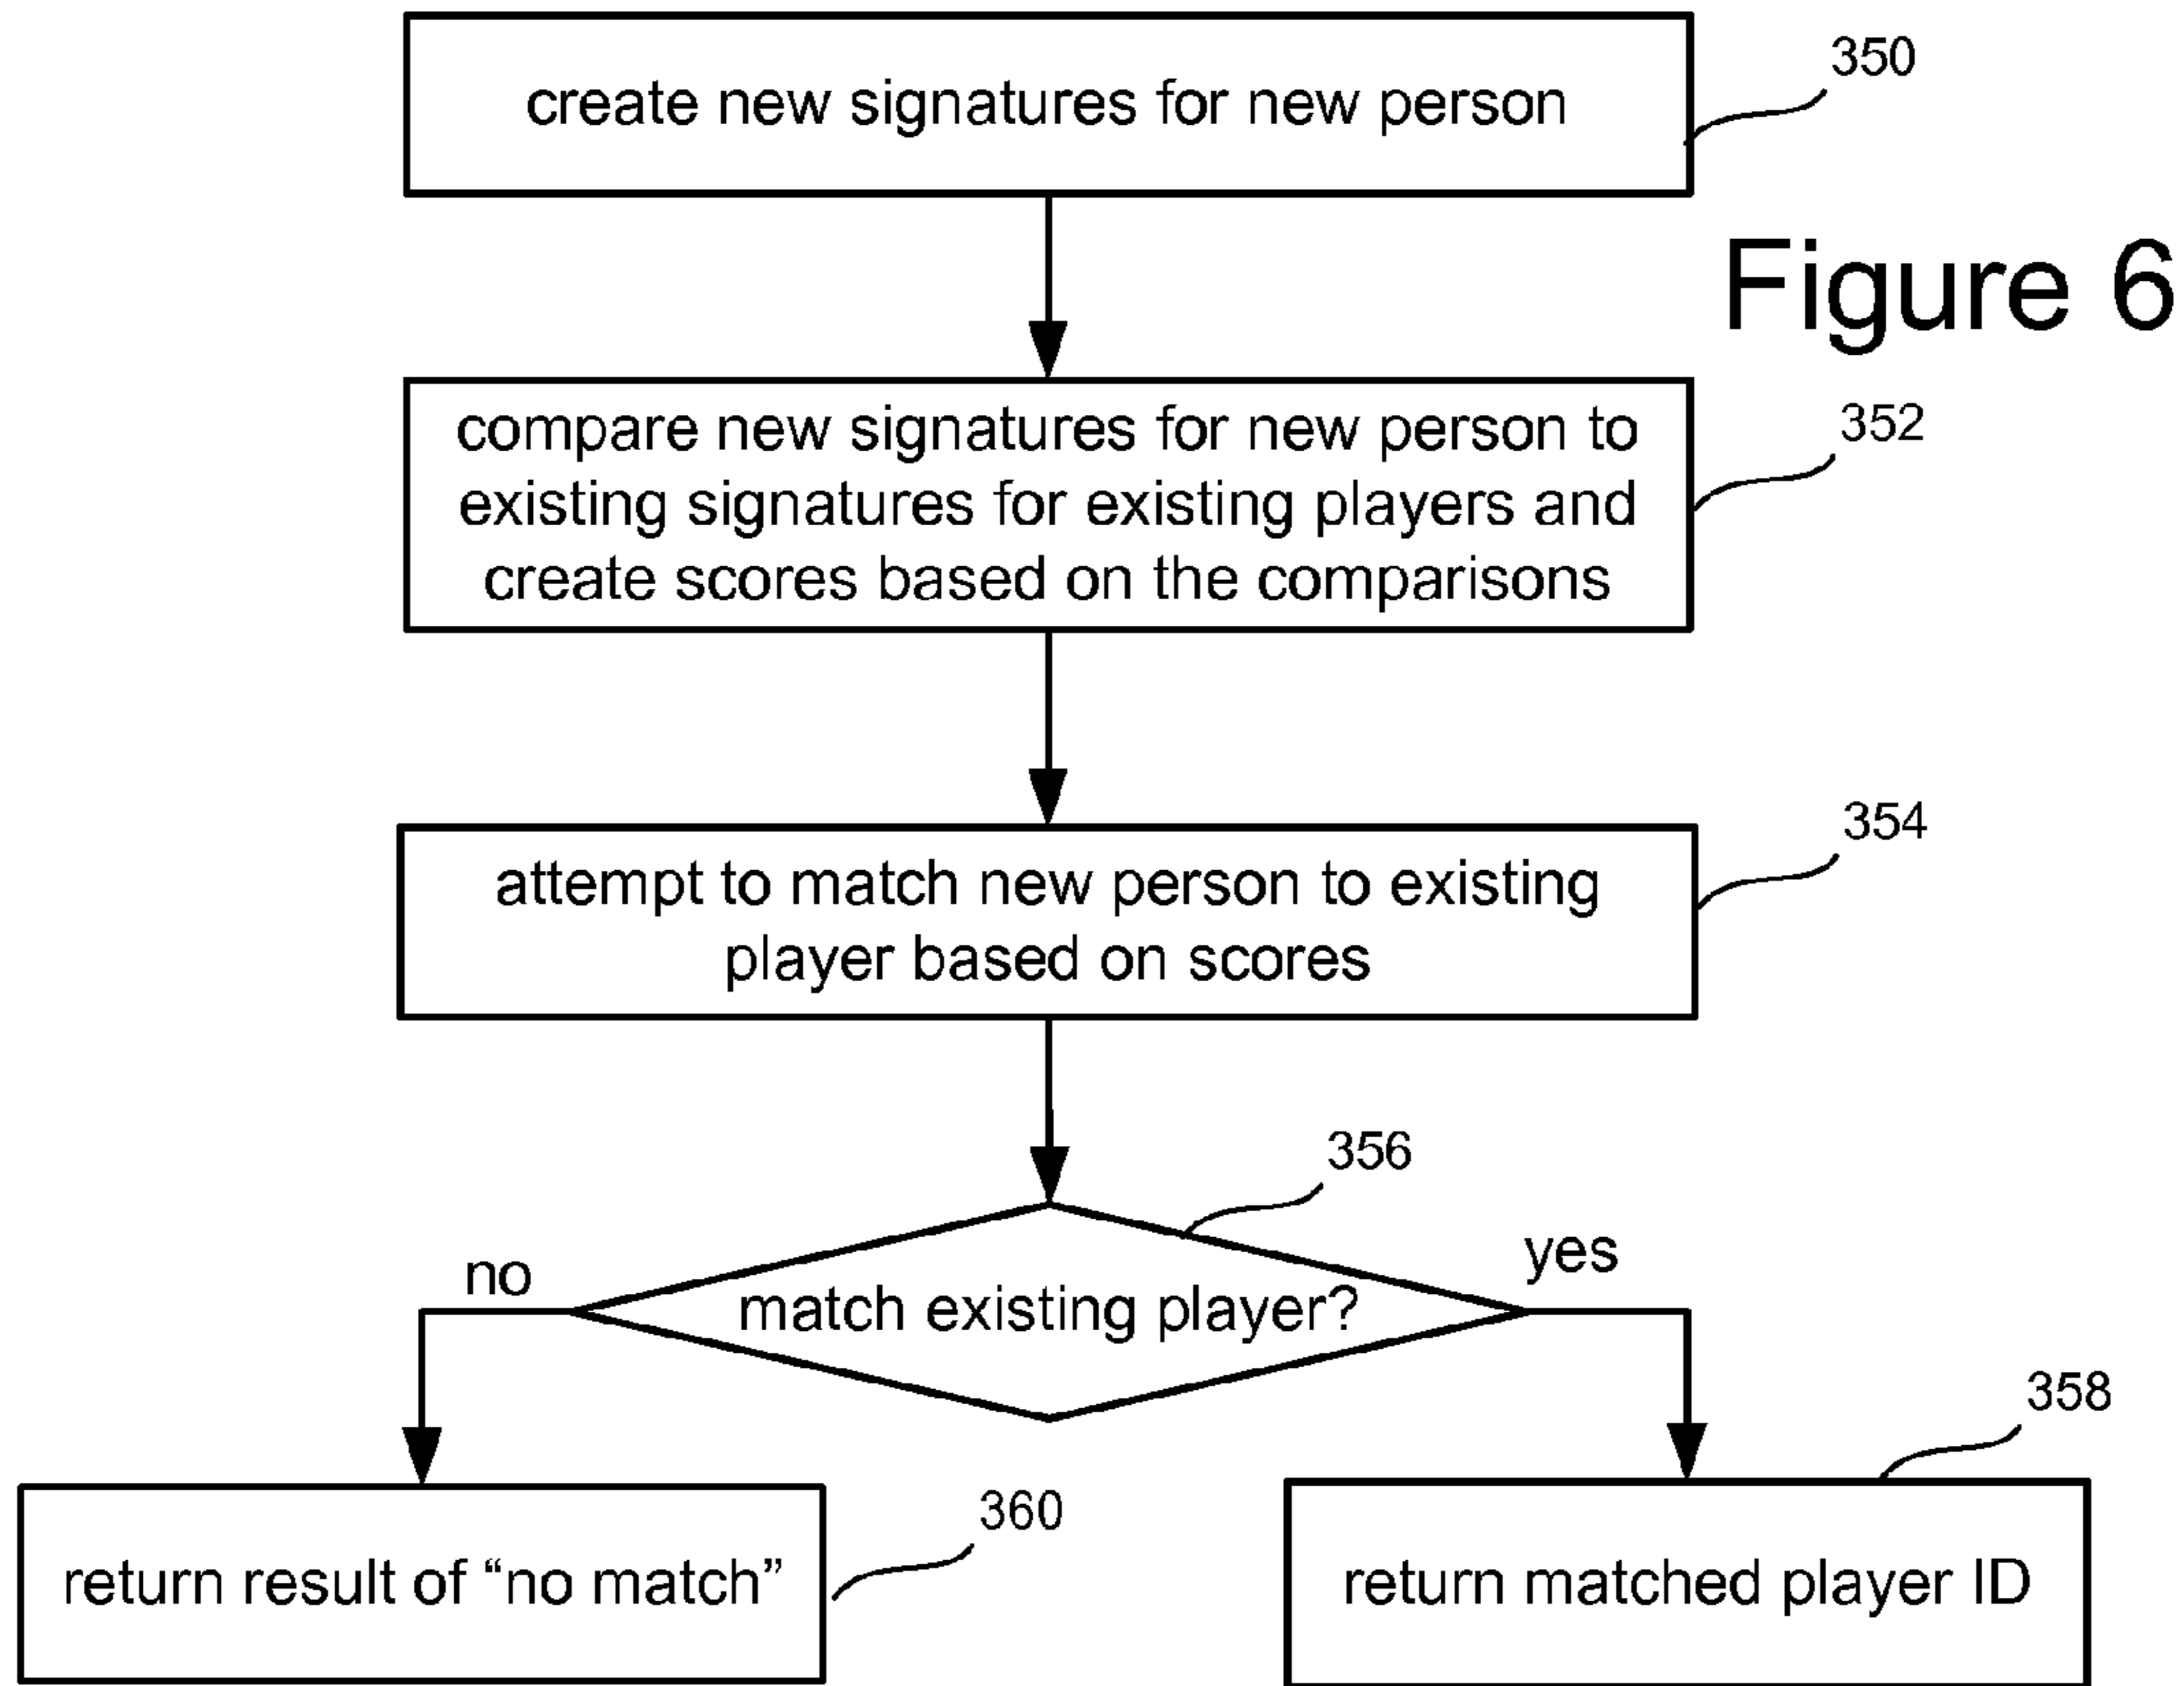 create new signatures for new person
350
Figure 6
compare new signatures for new person to
existing signatures for existing players and
create scores based on the comparisons
352
attempt to match new person to existing
player based on scores
354
356
no
match existing player?
yes
358
360
return result of “no match”
return matched player ID